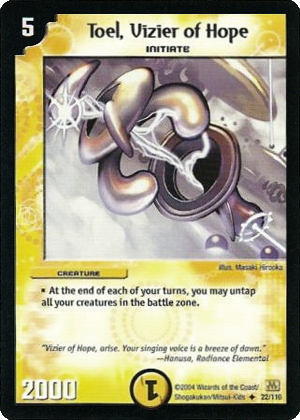 5
Toel, Vizier of Hope
INITIATE
illus. Masaki Hirooka
CREATURE
■ At the end of each of your turns, you may untap
all your creatures in the battle zone.
"Vizier of Hope, arise. Your singing voice is a breeze of dawn."
—Hanusa, Radiance Elemental
2000
©2004 Wizards of the Coast/
Shogakukan/Mitsui-Kids ♦ 22/110